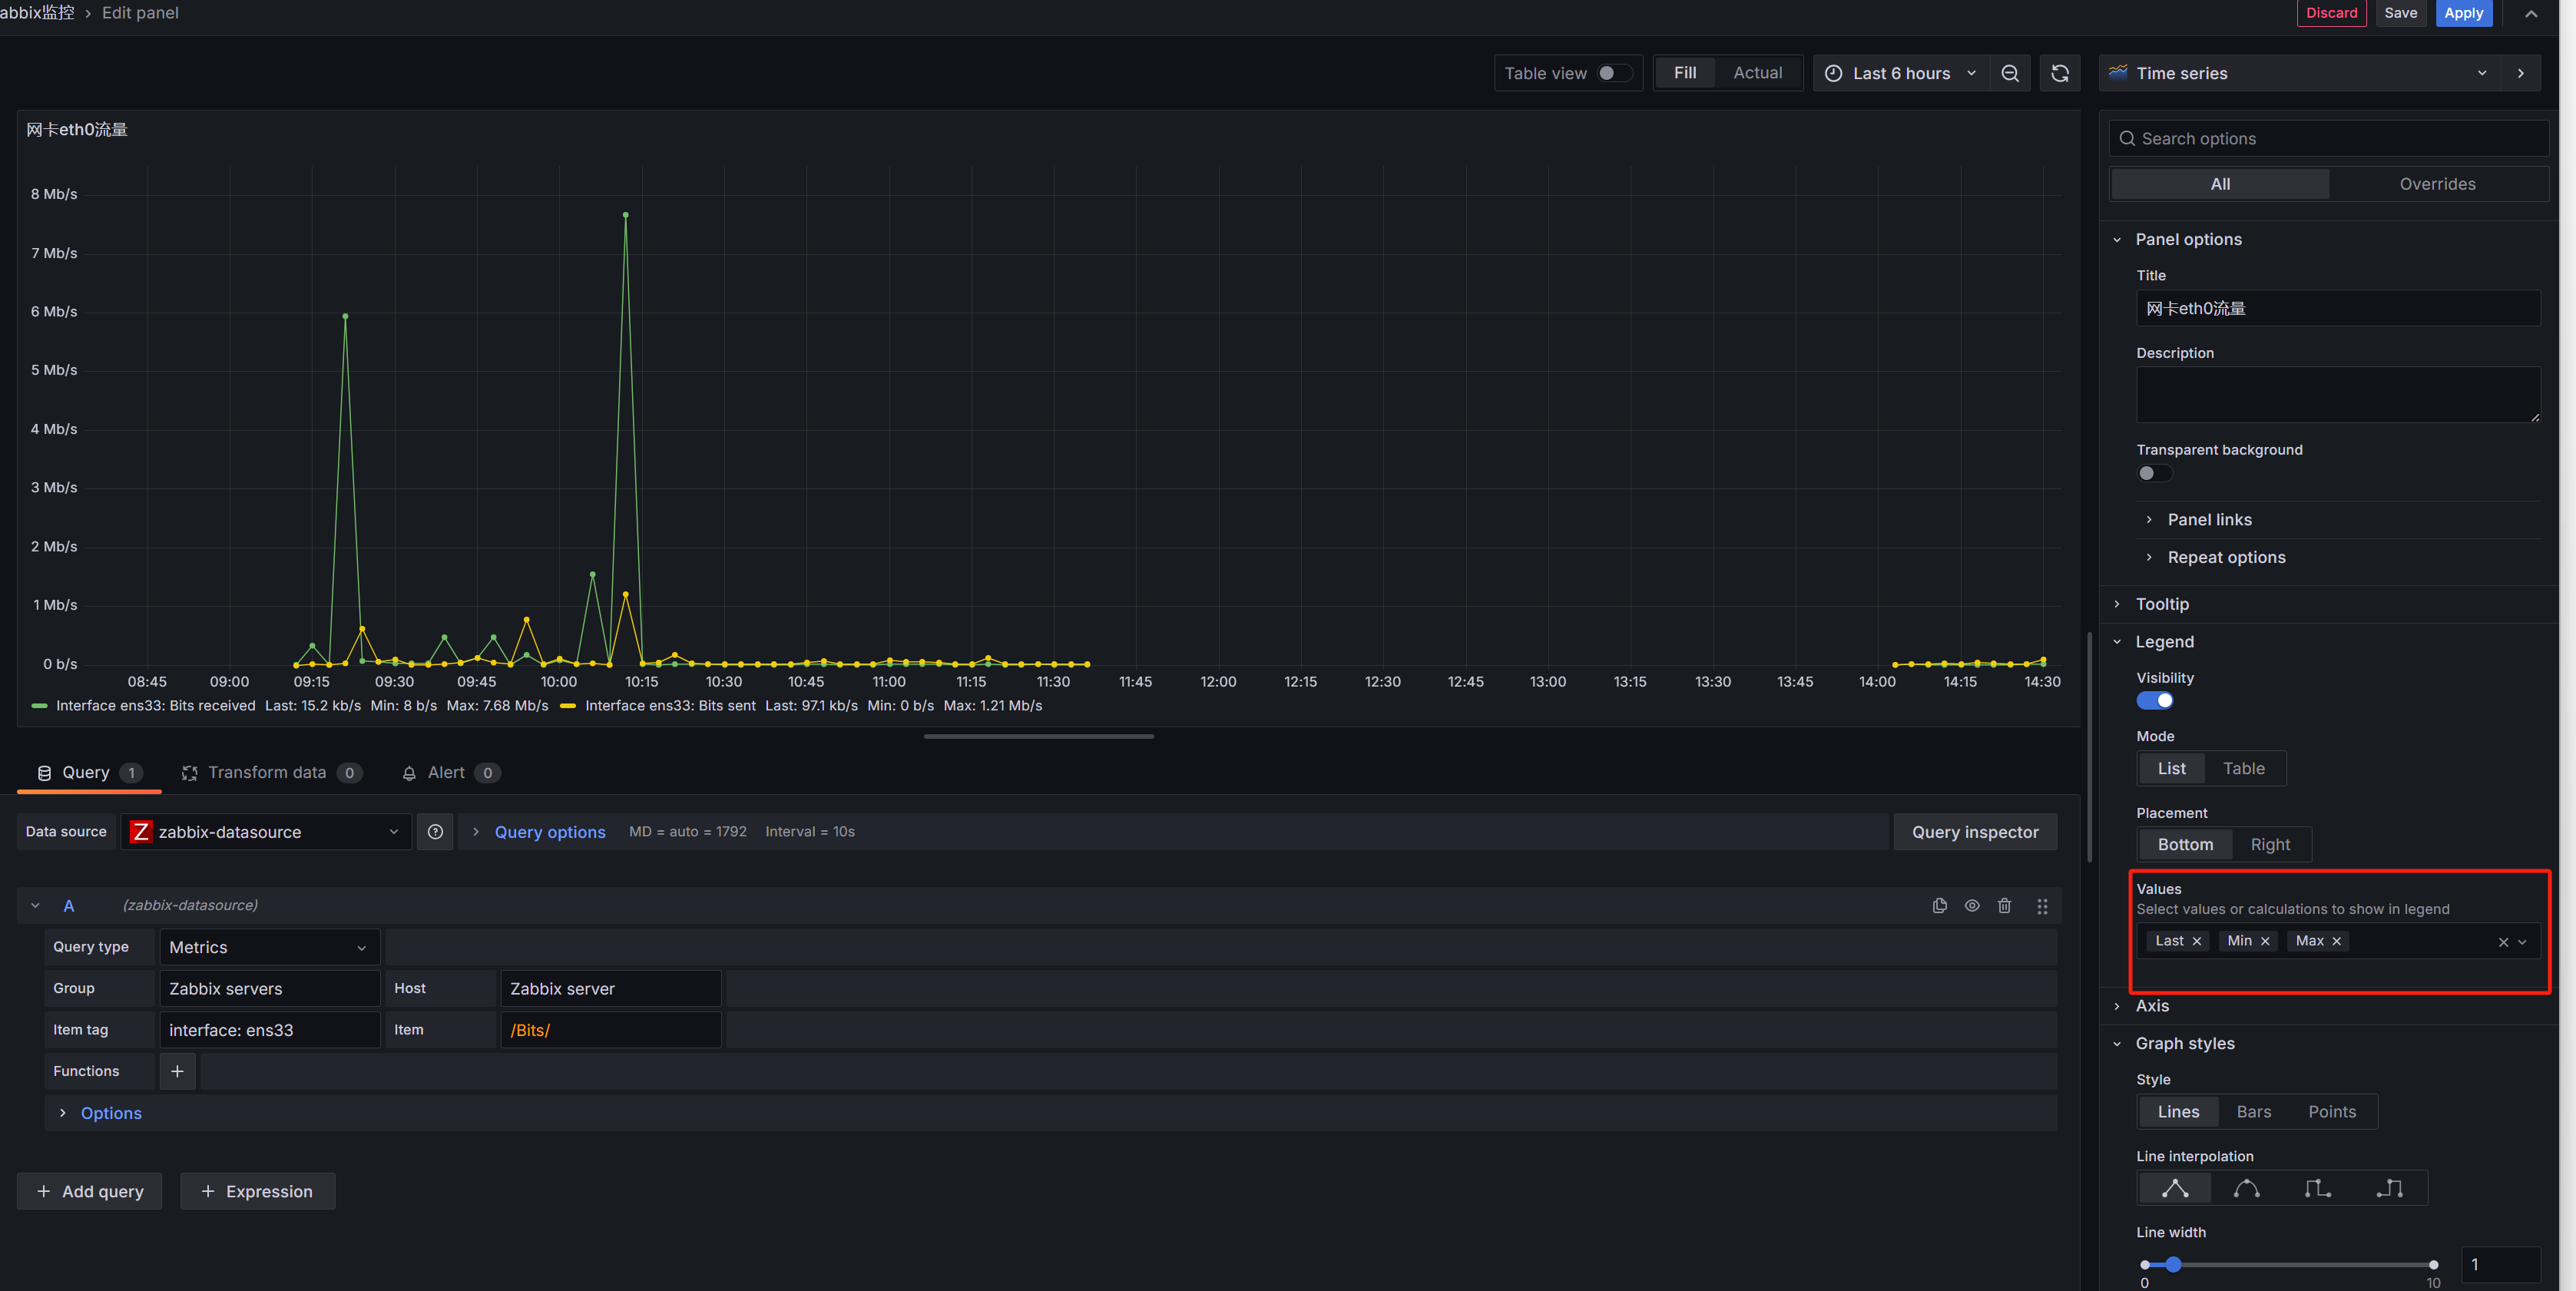 abbix监控 › Edit panel
Discard Save Apply
Table view Fill Actual Last 6 hours Time series
网卡eth0流量
8 Mb/s
7 Mb/s
6 Mb/s
5 Mb/s
4 Mb/s
3 Mb/s
2 Mb/s
1 Mb/s
0 b/s
08:45 09:00 09:15 09:30 09:45 10:00 10:15 10:30 10:45 11:00 11:15 11:30 11:45 12:00 12:15 12:30 12:45 13:00 13:15 13:30 13:45 14:00 14:15 14:30
Interface ens33: Bits received Last: 15.2 kb/s Min: 8 b/s Max: 7.68 Mb/s Interface ens33: Bits sent Last: 97.1 kb/s Min: 0 b/s Max: 1.21 Mb/s
Query 1 Transform data 0 Alert 0
Data source Z zabbix-datasource Query options MD = auto = 1792 Interval = 10s Query inspector
A (zabbix-datasource)
Query type Metrics
Group Zabbix servers Host Zabbix server
Item tag interface: ens33 Item /Bits/
Functions +
Options
+ Add query + Expression
Search options
All Overrides
Panel options
Title
网卡eth0流量
Description
Transparent background
Panel links
Repeat options
Tooltip
Legend
Visibility
Mode
List Table
Placement
Bottom Right
Values
Select values or calculations to show in legend
Last × Min × Max ×
Axis
Graph styles
Style
Lines Bars Points
Line interpolation
Line width
1
0 10